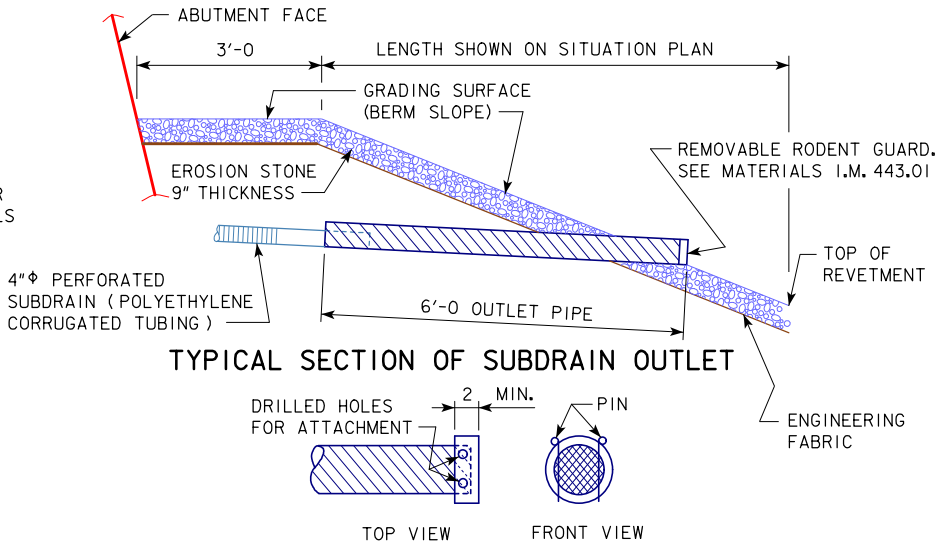 ABUTMENT FACE
3'-0
LENGTH SHOWN ON SITUATION PLAN
GRADING SURFACE
(BERM SLOPE)
REMOVABLE RODENT GUARD.
SEE MATERIALS I.M. 443.01
EROSION STONE
9" THICKNESS
R
LS
TOP OF
REVETMENT
4"ϕ PERFORATED
SUBDRAIN (POLYETHYLENE
CORRUGATED TUBING)
6'-0 OUTLET PIPE
TYPICAL SECTION OF SUBDRAIN OUTLET
2 MIN.
DRILLED HOLES
FOR ATTACHMENT
PIN
ENGINEERING
FABRIC
TOP VIEW
FRONT VIEW